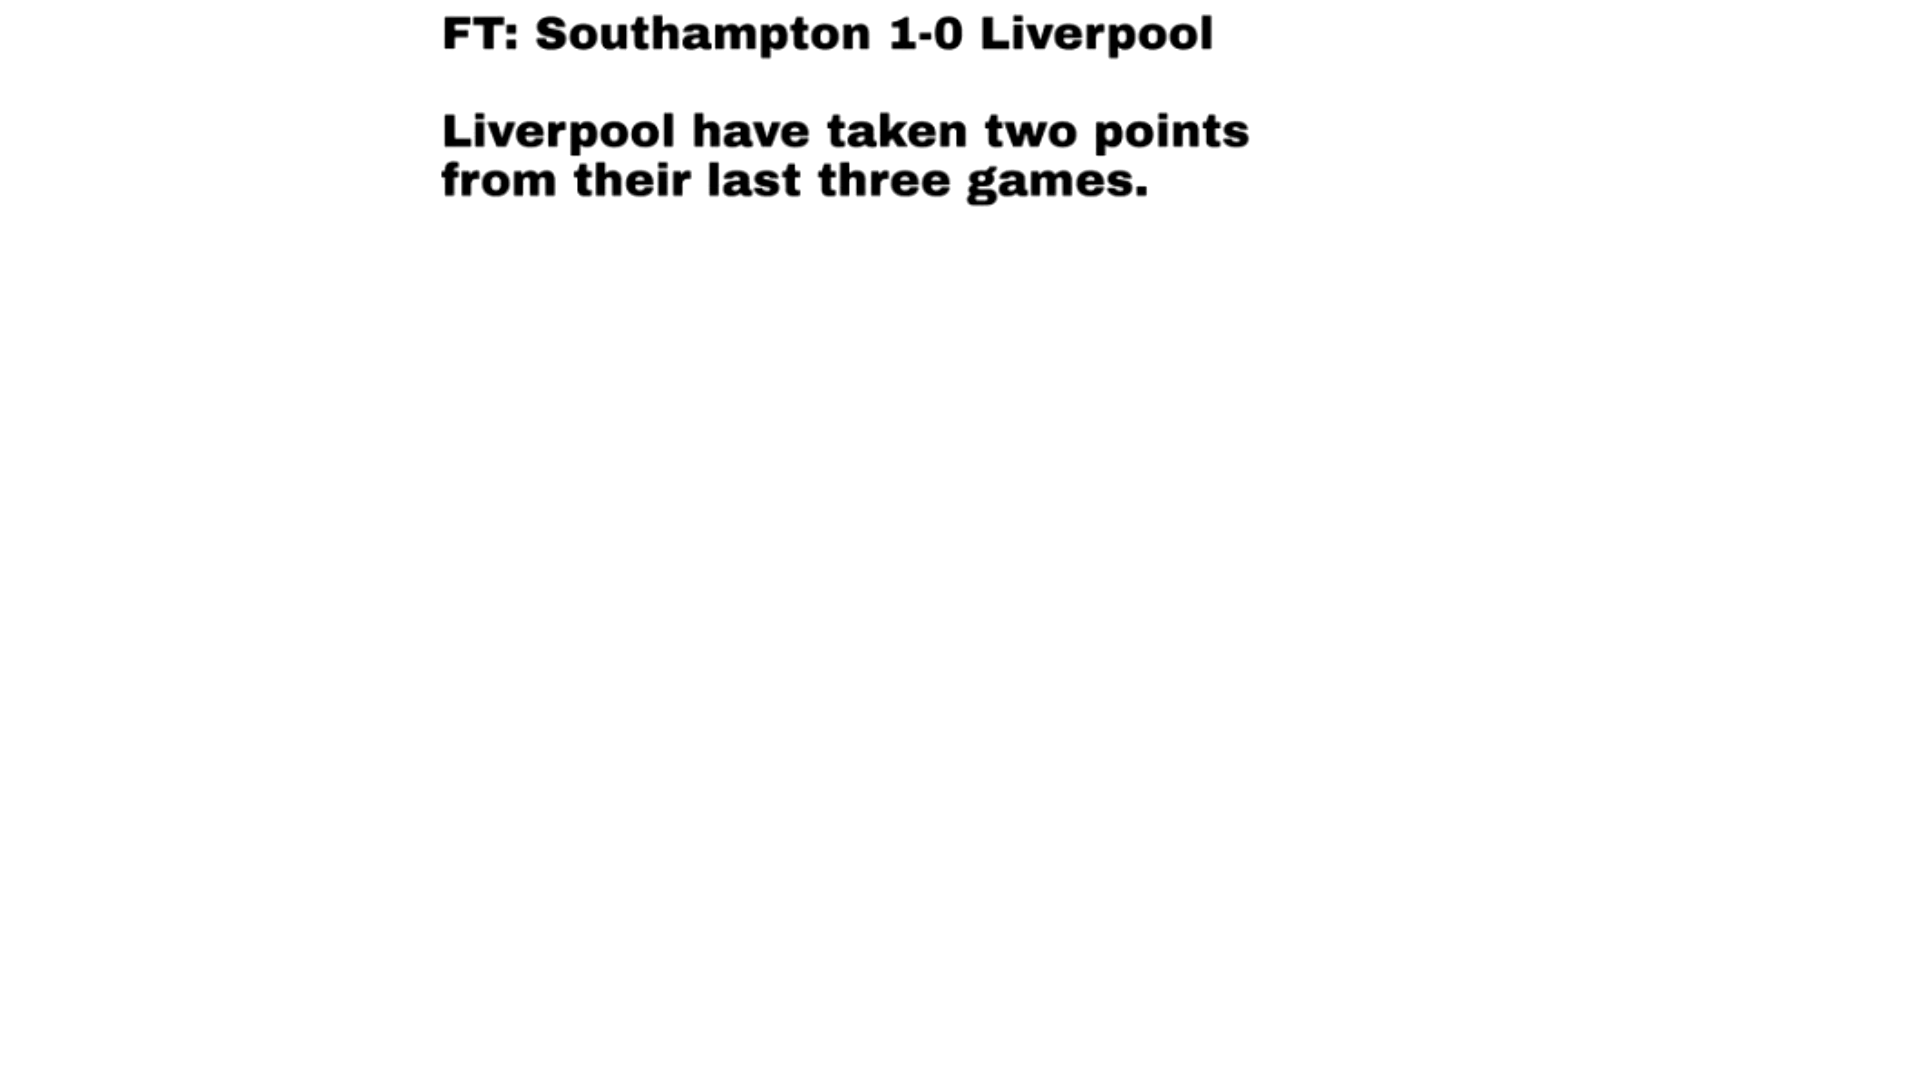 FT: Southampton 1-0 Liverpool
Liverpool have taken two points
from their last three games.